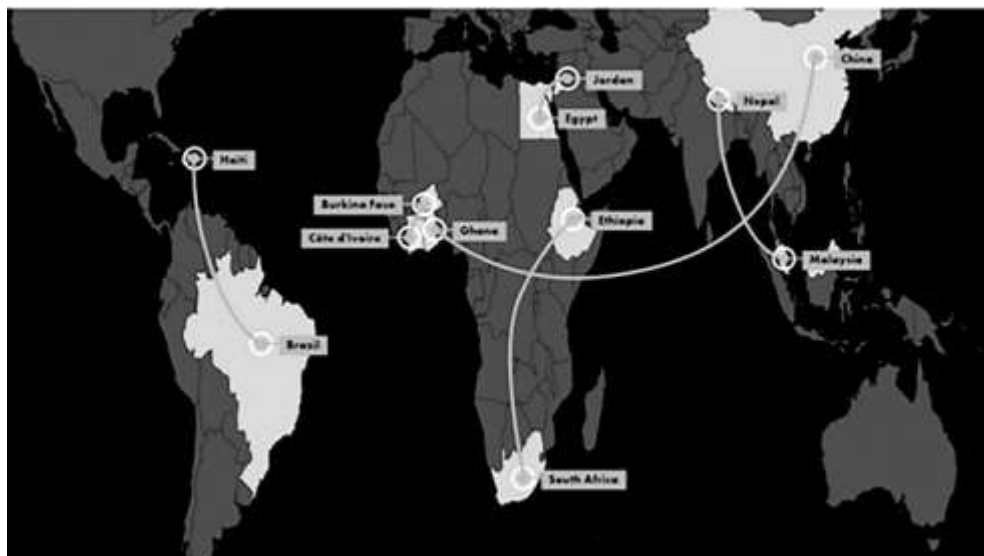 China
Jordan
Nepal
Egypt
Haiti
Burkina Faso
Ethiopia
Ghana
Côte d'Ivoire
Malaysia
Brasil
South Africa